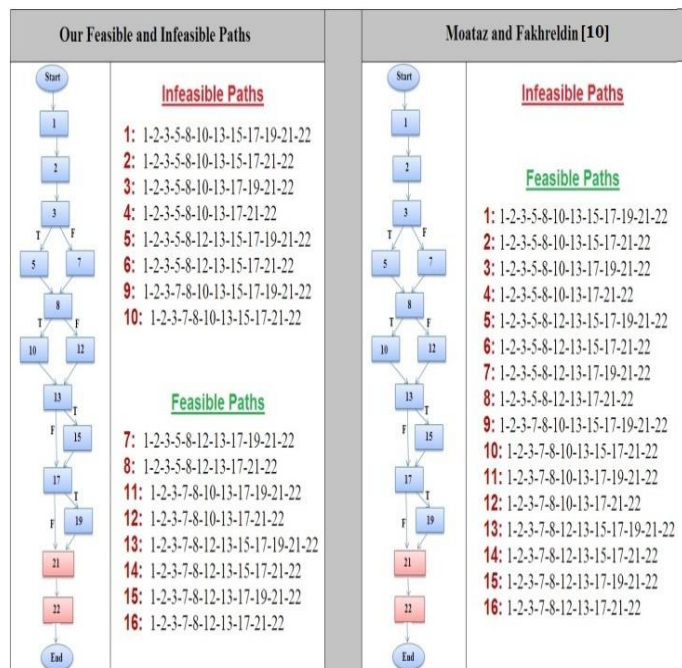 Our Feasible and Infeasible Paths
Start
1
2
3
T
F
5
7
8
T
F
10
12
13
T
F
15
17
T
F
19
21
22
End
Infeasible Paths
1: 1-2-3-5-8-10-13-15-17-19-21-22
2: 1-2-3-5-8-10-13-15-17-21-22
3: 1-2-3-5-8-10-13-17-19-21-22
4: 1-2-3-5-8-10-13-17-21-22
5: 1-2-3-5-8-12-13-15-17-19-21-22
6: 1-2-3-5-8-12-13-15-17-21-22
9: 1-2-3-7-8-10-13-15-17-19-21-22
10: 1-2-3-7-8-10-13-15-17-21-22
Feasible Paths
7: 1-2-3-5-8-12-13-17-19-21-22
8: 1-2-3-5-8-12-13-17-21-22
11: 1-2-3-7-8-10-13-17-19-21-22
12: 1-2-3-7-8-10-13-17-21-22
13: 1-2-3-7-8-12-13-15-17-19-21-22
14: 1-2-3-7-8-12-13-15-17-21-22
15: 1-2-3-7-8-12-13-17-19-21-22
16: 1-2-3-7-8-12-13-17-21-22
Moataz and Fakhreldin [10]
Start
1
2
3
T
F
5
7
8
T
F
10
12
13
T
F
15
17
T
F
19
21
22
End
Infeasible Paths
Feasible Paths
1: 1-2-3-5-8-10-13-15-17-19-21-22
2: 1-2-3-5-8-10-13-15-17-21-22
3: 1-2-3-5-8-10-13-17-19-21-22
4: 1-2-3-5-8-10-13-17-21-22
5: 1-2-3-5-8-12-13-15-17-19-21-22
6: 1-2-3-5-8-12-13-15-17-21-22
7: 1-2-3-5-8-12-13-17-19-21-22
8: 1-2-3-5-8-12-13-17-21-22
9: 1-2-3-7-8-10-13-15-17-19-21-22
10: 1-2-3-7-8-10-13-15-17-21-22
11: 1-2-3-7-8-10-13-17-19-21-22
12: 1-2-3-7-8-10-13-17-21-22
13: 1-2-3-7-8-12-13-15-17-19-21-22
14: 1-2-3-7-8-12-13-15-17-21-22
15: 1-2-3-7-8-12-13-17-19-21-22
16: 1-2-3-7-8-12-13-17-21-22